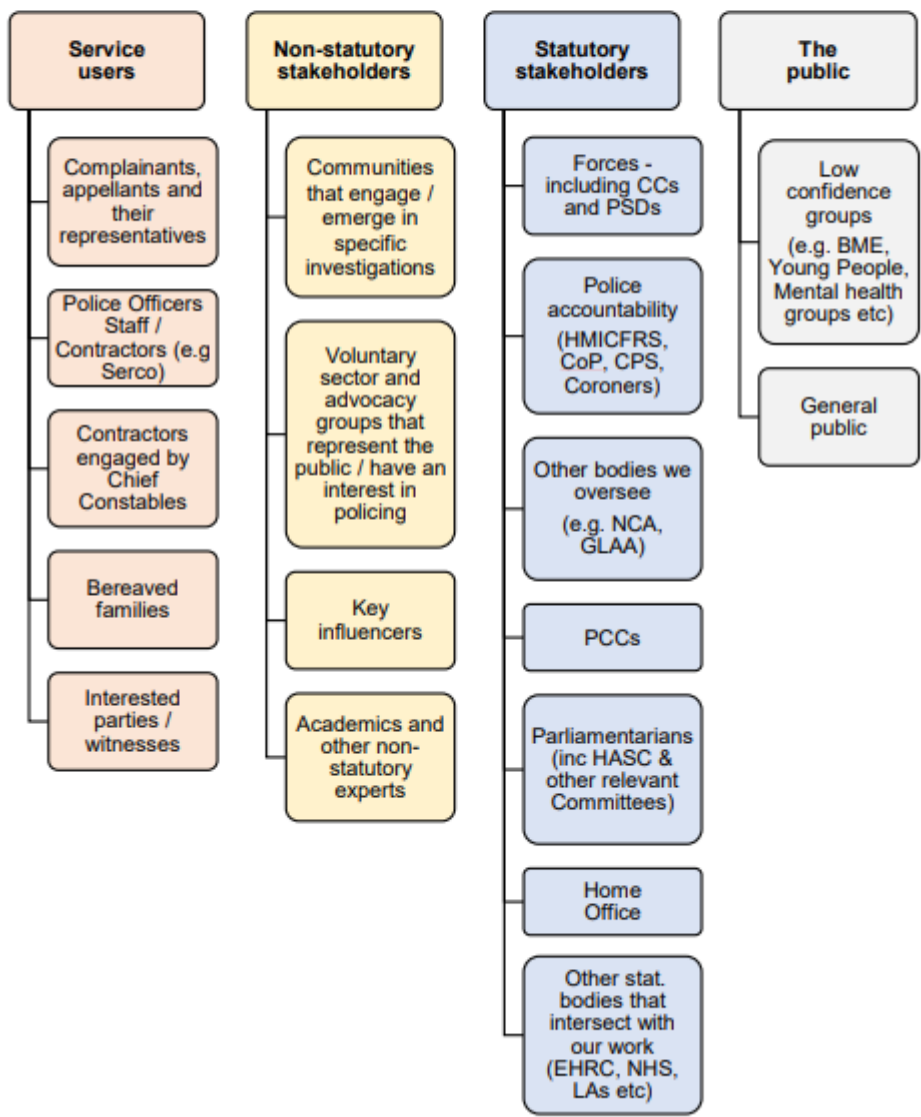 Service
users
Complainants,
appellants and
their
representatives
Police Officers
Staff /
Contractors (e.g
Serco)
Contractors
engaged by
Chief
Constables
Bereaved
families
Interested
parties /
witnesses
Non-statutory
stakeholders
Communities
that engage /
emerge in
specific
investigations
Voluntary
sector and
advocacy
groups that
represent the
public / have an
interest in
policing
Key
influencers
Academics and
other non-
statutory
experts
Statutory
stakeholders
Forces -
including CCs
and PSDs
Police
accountability
(HMICFRS,
CoP, CPS,
Coroners)
Other bodies we
oversee
(e.g. NCA,
GLAA)
PCCs
Parliamentarians
(inc HASC &
other relevant
Committees)
Home
Office
Other stat.
bodies that
intersect with
our work
(EHRC, NHS,
LAs etc)
The
public
Low
confidence
groups
(e.g. BME,
Young People,
Mental health
groups etc)
General
public